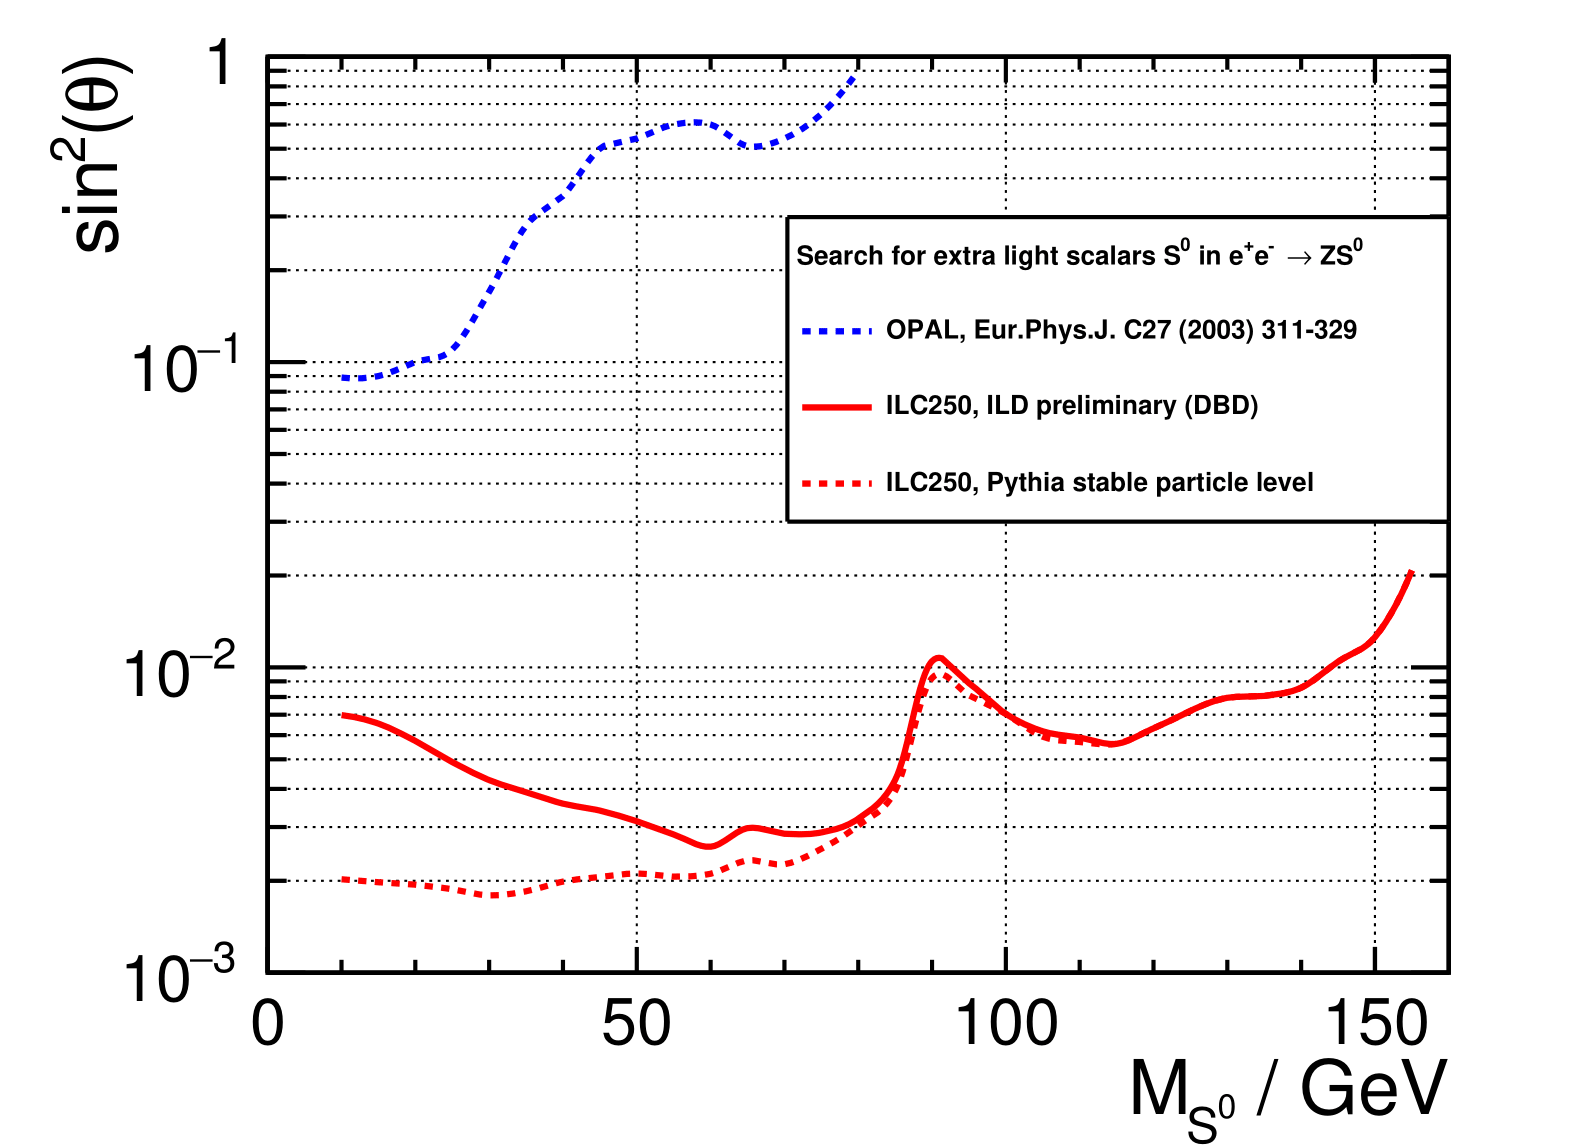 sin²(θ)
1
10⁻¹
10⁻²
10⁻³
Search for extra light scalars S⁰ in e⁺e⁻ → ZS⁰
OPAL, Eur.Phys.J. C27 (2003) 311-329
ILC250, ILD preliminary (DBD)
ILC250, Pythia stable particle level
0 50 100 150
M_S⁰ / GeV